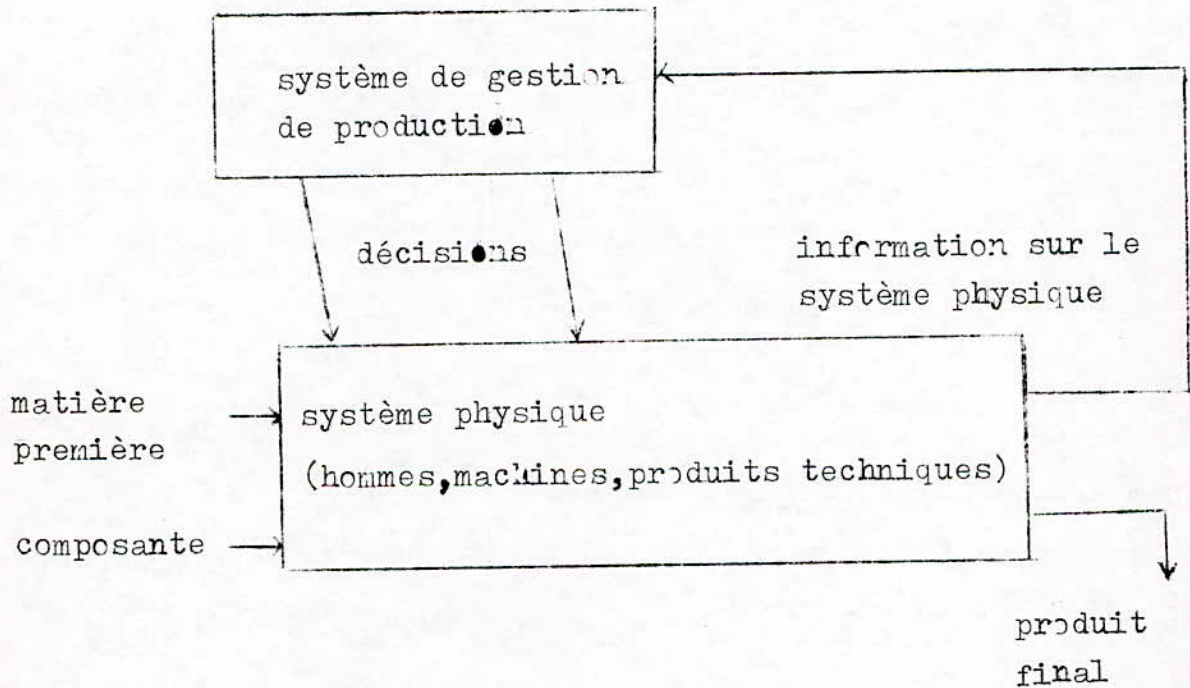 système de gestion
de production
décisions
information sur le
système physique
matière
première
système physique
(hommes,machines,produits techniques)
composante
produit
final